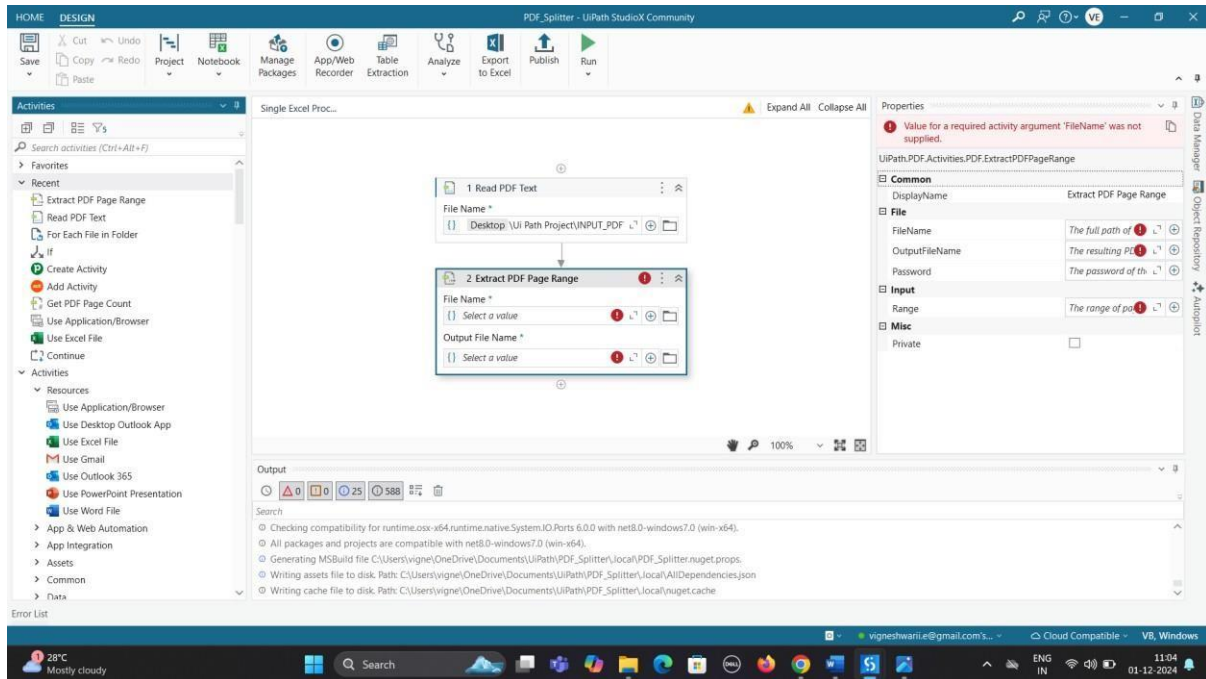 HOME DESIGN PDF_Splitter - UiPath StudioX Community VE
Save Cut Undo Copy Redo Paste Project Notebook Manage Packages App/Web Recorder Table Extraction Analyze Export to Excel Publish Run
Activities
Search activities (Ctrl+Alt+F)
Favorites
Recent
Extract PDF Page Range
Read PDF Text
For Each File in Folder
If
Create Activity
Add Activity
Get PDF Page Count
Use Application/Browser
Use Excel File
Continue
Activities
Resources
Use Application/Browser
Use Desktop Outlook App
Use Excel File
Use Gmail
Use Outlook 365
Use PowerPoint Presentation
Use Word File
App & Web Automation
App Integration
Assets
Common
Data
Single Excel Proc... Expand All Collapse All
1 Read PDF Text
File Name *
{} Desktop \Ui Path Project\INPUT_PDF
2 Extract PDF Page Range
File Name *
{} Select a value
Output File Name *
{} Select a value
100%
Properties
Value for a required activity argument 'FileName' was not
supplied.
UiPath.PDF.Activities.PDF.ExtractPDFPageRange
Common
DisplayName Extract PDF Page Range
File
FileName The full path of
OutputFileName The resulting PD
Password The password of th
Input
Range The range of pa
Misc
Private
Data Manager
Object Repository
Autopilot
Output
0 0 25 588
Search
Checking compatibility for runtime.osx-x64.runtime.native.System.IO.Ports 6.0.0 with net8.0-windows7.0 (win-x64).
All packages and projects are compatible with net8.0-windows7.0 (win-x64).
Generating MSBuild file C:\Users\vigne\OneDrive\Documents\UiPath\PDF_Splitter\.local\PDF_Splitter.nuget.props.
Writing assets file to disk. Path: C:\Users\vigne\OneDrive\Documents\UiPath\PDF_Splitter\.local\AllDependencies.json
Writing cache file to disk. Path: C:\Users\vigne\OneDrive\Documents\UiPath\PDF_Splitter\.local\nuget.cache
Error List
vigneshwarii.e@gmail.com's... Cloud Compatible VB, Windows
1 28°C
Mostly cloudy
Search
DELL
ENG
IN
11:04
01-12-2024